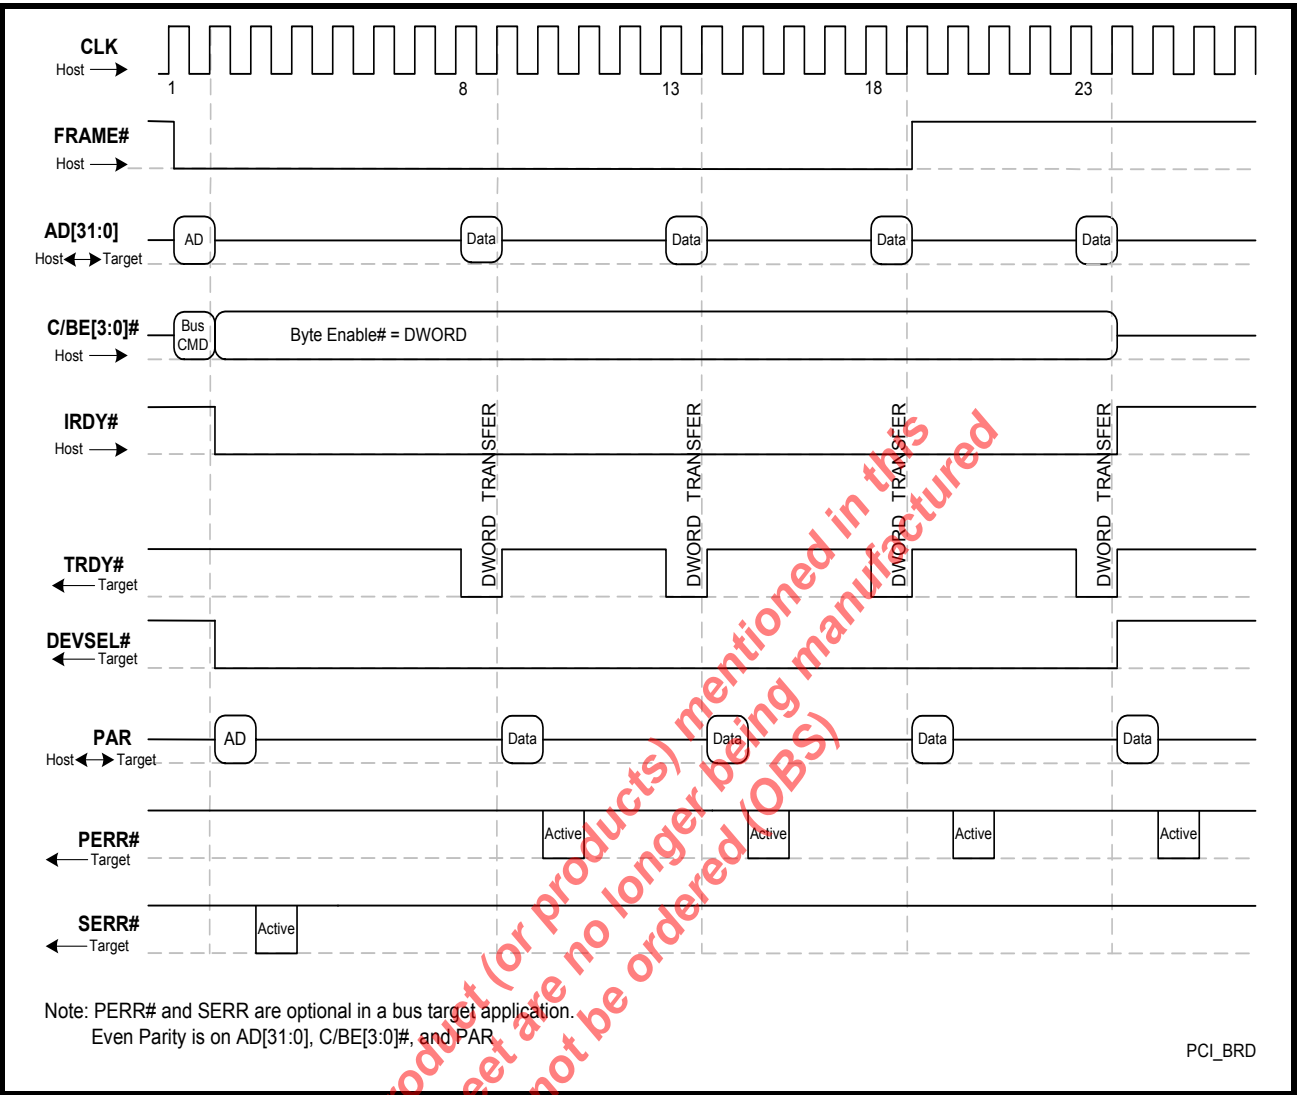 CLK
Host
1 8 13 18 23
FRAME#
Host
AD[31:0]
Host Target
AD Data Data Data Data
C/BE[3:0]#
Host
Bus
CMD
Byte Enable# = DWORD
IRDY#
Host
DWORD TRANSFER
DWORD TRANSFER
DWORD TRANSFER
DWORD TRANSFER
TRDY#
Target
DEVSEL#
Target
PAR
Host Target
AD Data Data Data Data
PERR#
Target
Active Active Active Active
SERR#
Target
Active
Note: PERR# and SERR are optional in a bus target application.
Even Parity is on AD[31:0], C/BE[3:0]#, and PAR
PCI_BRD
oduct (or products) mentioned in this
eet are no longer being manufactured
not be ordered (OBS)